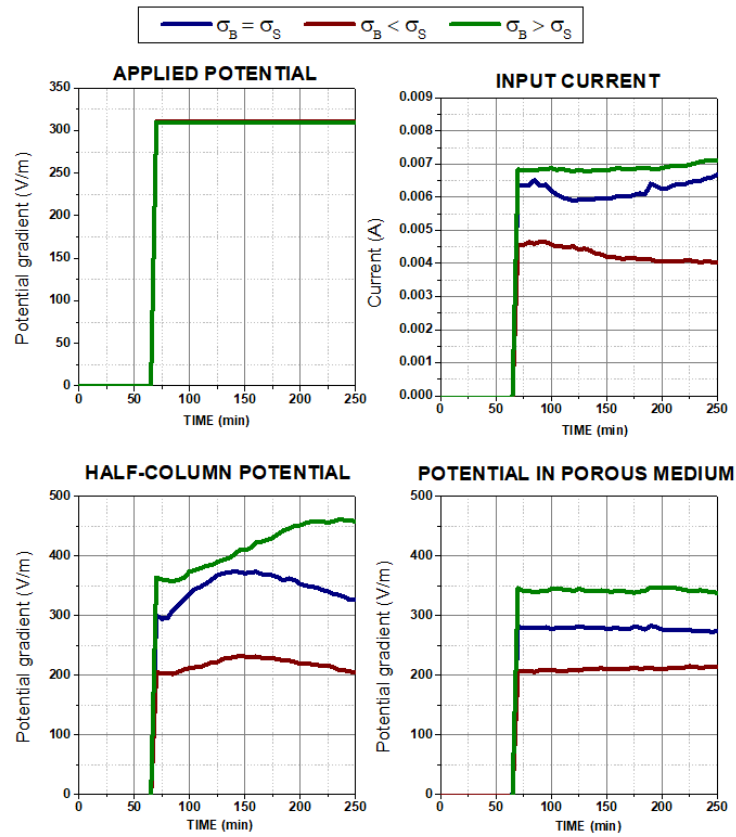 σB = σS σB < σS σB > σS
APPLIED POTENTIAL
Potential gradient (V/m)
350
300
250
200
150
100
50
0
0 50 100 150 200 250
TIME (min)
INPUT CURRENT
Current (A)
0.009
0.008
0.007
0.006
0.005
0.004
0.003
0.002
0.001
0.000
0 50 100 150 200 250
TIME (min)
HALF-COLUMN POTENTIAL
Potential gradient (V/m)
500
400
300
200
100
0
0 50 100 150 200 250
TIME (min)
POTENTIAL IN POROUS MEDIUM
Potential gradient (V/m)
500
400
300
200
100
0
0 50 100 150 200 250
TIME (min)